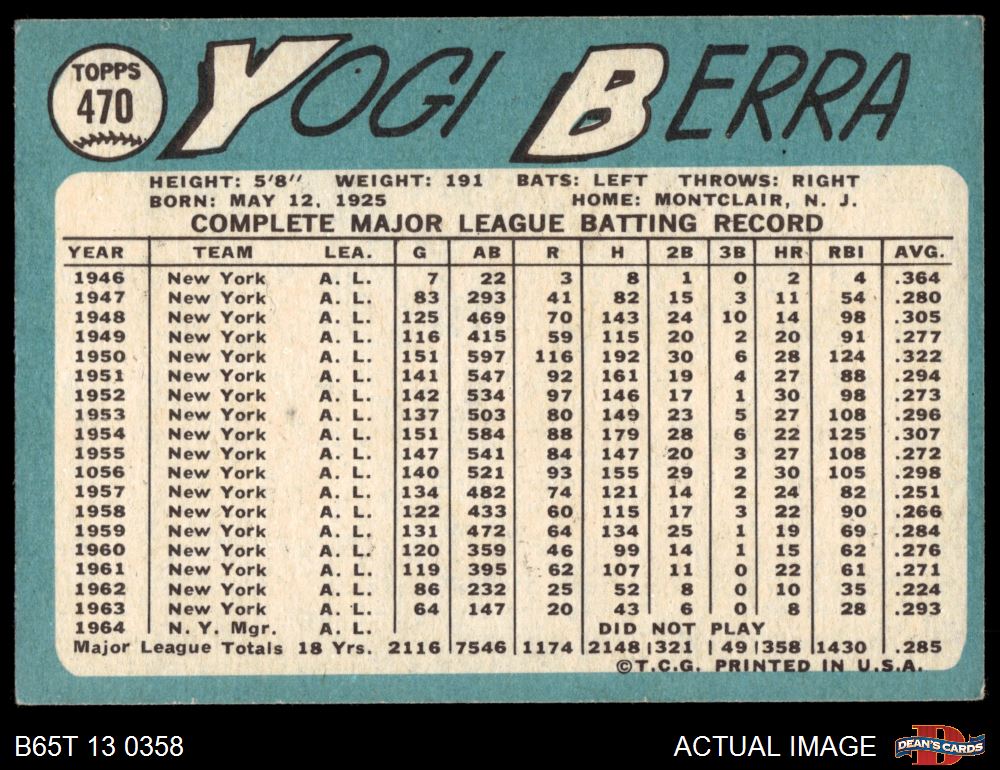 TOPPS
470
YOGI BERRA
HEIGHT: 5'8" WEIGHT: 191 BATS: LEFT THROWS: RIGHT
BORN: MAY 12, 1925 HOME: MONTCLAIR, N. J.
COMPLETE MAJOR LEAGUE BATTING RECORD
YEAR TEAM LEA. G AB R H 2B 3B HR RBI AVG.
1946 New York A. L. 7 22 3 8 1 0 2 4 .364
1947 New York A. L. 83 293 41 82 15 3 11 54 .280
1948 New York A. L. 125 469 70 143 24 10 14 98 .305
1949 New York A. L. 116 415 59 115 20 2 20 91 .277
1950 New York A. L. 151 597 116 192 30 6 28 124 .322
1951 New York A. L. 141 547 92 161 19 4 27 88 .294
1952 New York A. L. 142 534 97 146 17 1 30 98 .273
1953 New York A. L. 137 503 80 149 23 5 27 108 .296
1954 New York A. L. 151 584 88 179 28 6 22 125 .307
1955 New York A. L. 147 541 84 147 20 3 27 108 .272
1056 New York A. L. 140 521 93 155 29 2 30 105 .298
1957 New York A. L. 134 482 74 121 14 2 24 82 .251
1958 New York A. L. 122 433 60 115 17 3 22 90 .266
1959 New York A. L. 131 472 64 134 25 1 19 69 .284
1960 New York A. L. 120 359 46 99 14 1 15 62 .276
1961 New York A. L. 119 395 62 107 11 0 22 61 .271
1962 New York A. L. 86 232 25 52 8 0 10 35 .224
1963 New York A. L. 64 147 20 43 6 0 8 28 .293
1964 N. Y. Mgr. A. L. DID NOT PLAY
Major League Totals 18 Yrs. 2116 7546 1174 2148 321 49 358 1430 .285
©T.C.G. PRINTED IN U.S.A.
B65T 13 0358 ACTUAL IMAGE D DEAN'S CARDS